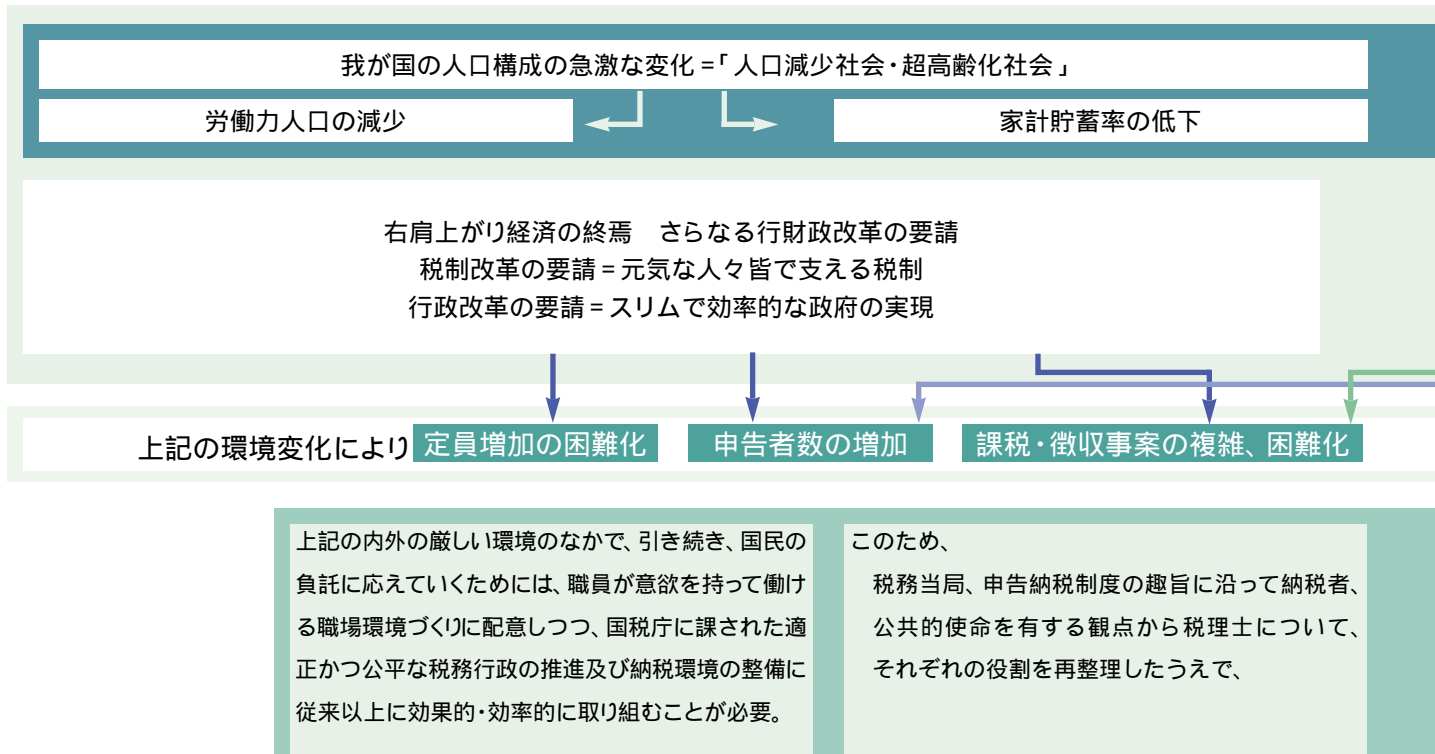 我が国の人口構成の急激な変化=「人口減少社会・超高齢化社会」
労働力人口の減少
家計貯蓄率の低下
右肩上がり経済の終焉　さらなる行財政改革の要請
税制改革の要請=元気な人々皆で支える税制
行政改革の要請=スリムで効率的な政府の実現
上記の環境変化により
定員増加の困難化
申告者数の増加
課税・徴収事案の複雑、困難化
上記の内外の厳しい環境のなかで、引き続き、国民の
負託に応えていくためには、職員が意欲を持って働け
る職場環境づくりに配意しつつ、国税庁に課された適
正かつ公平な税務行政の推進及び納税環境の整備に
従来以上に効果的・効率的に取り組むことが必要。
このため、
税務当局、申告納税制度の趣旨に沿って納税者、
公共的使命を有する観点から税理士について、
それぞれの役割を再整理したうえで、